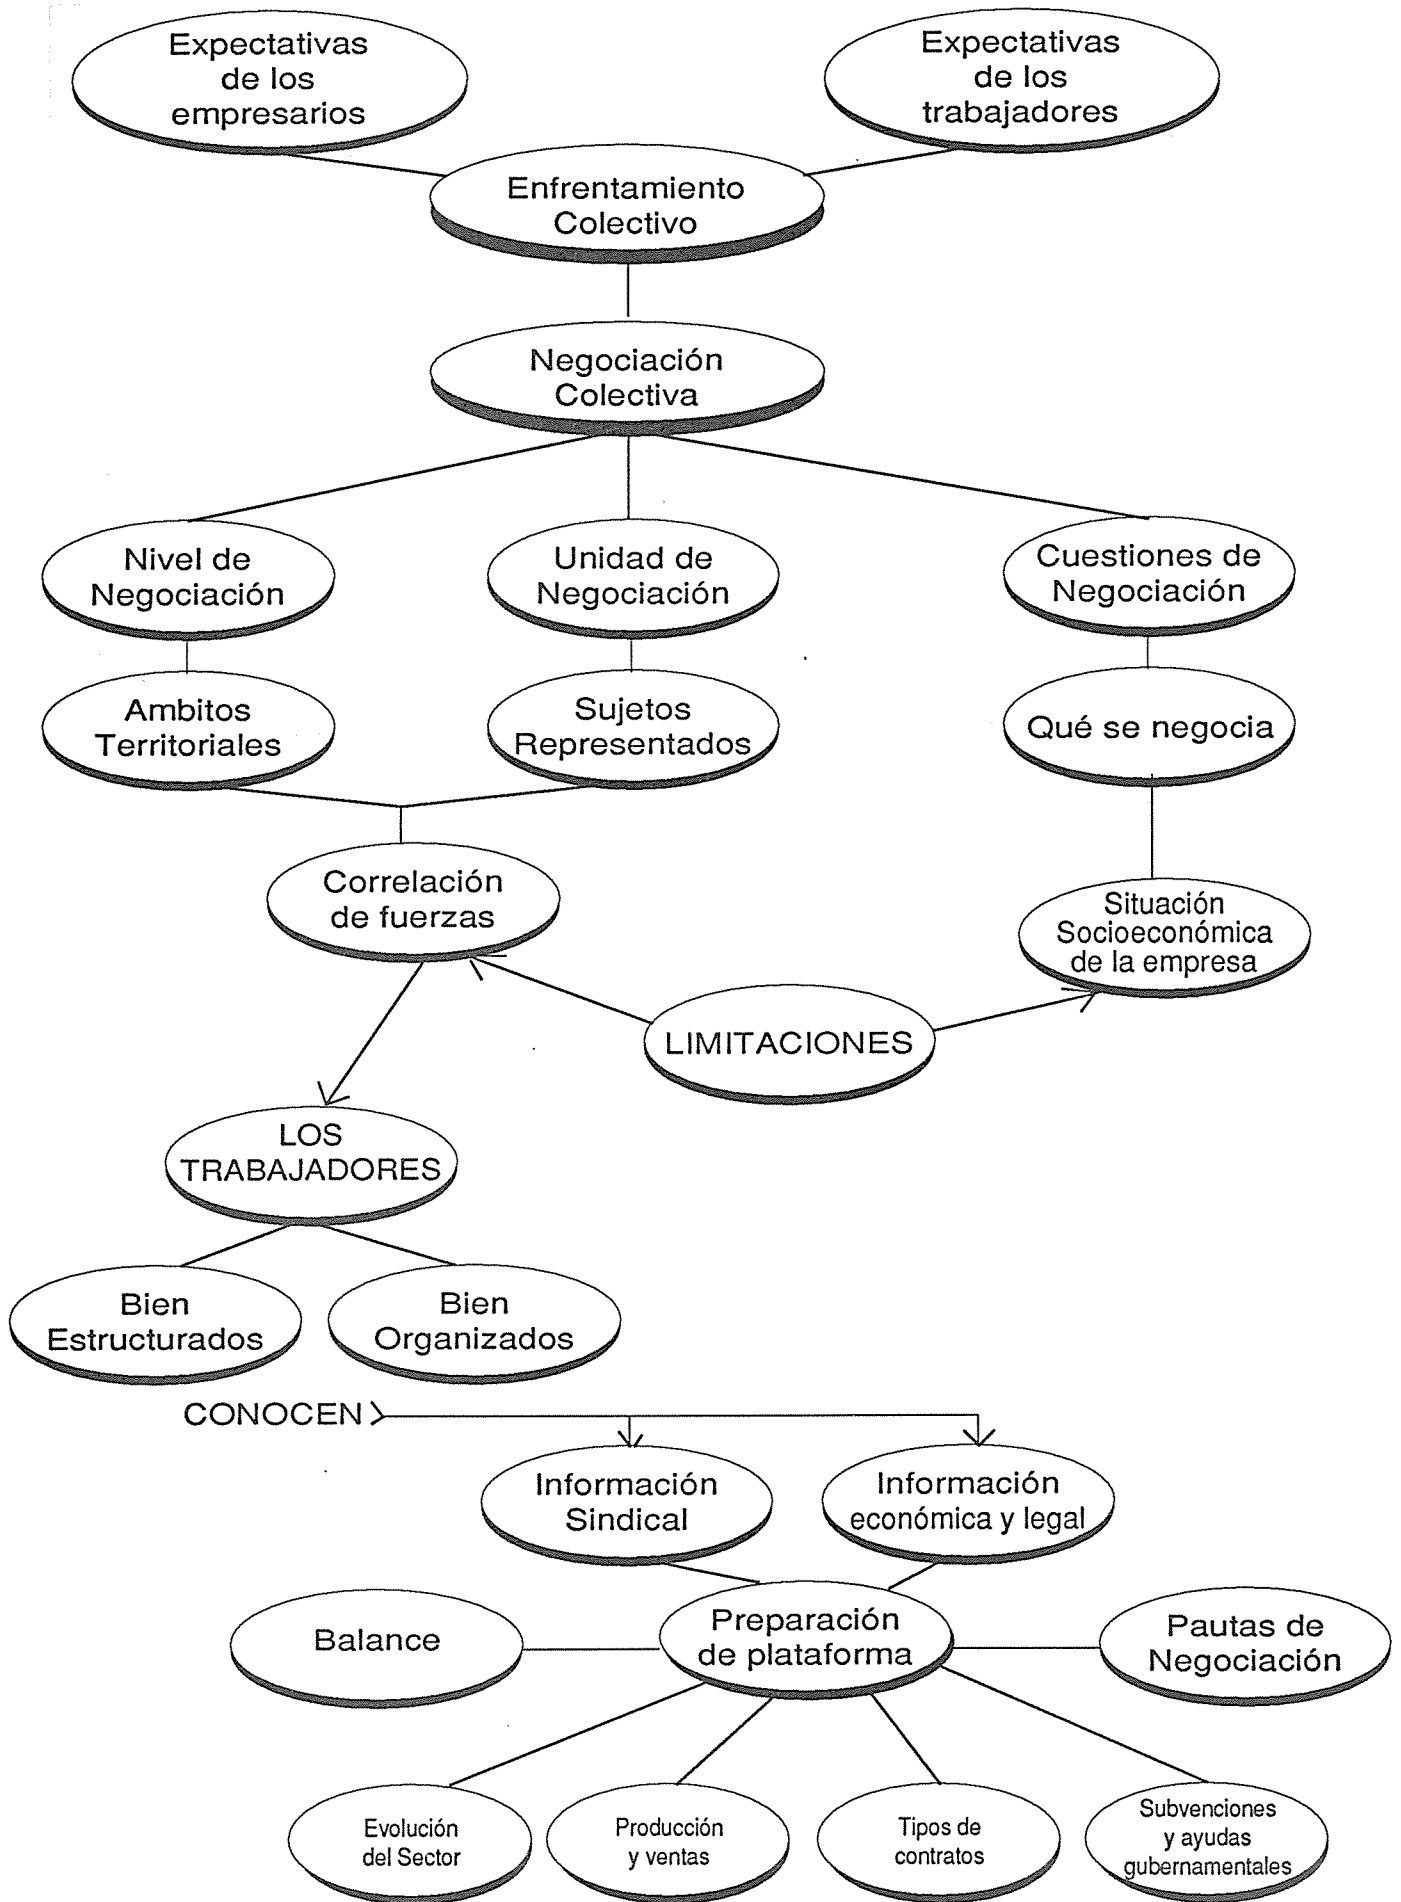 Expectativas
de los
empresarios
Expectativas
de los
trabajadores
Enfrentamiento
Colectivo
Negociación
Colectiva
Nivel de
Negociación
Unidad de
Negociación
Cuestiones de
Negociación
Ambitos
Territoriales
Sujetos
Representados
Qué se negocia
Correlación
de fuerzas
Situación
Socioeconómica
de la empresa
LIMITACIONES
LOS
TRABAJADORES
Bien
Estructurados
Bien
Organizados
CONOCEN
Información
Sindical
Información
económica y legal
Balance
Preparación
de plataforma
Pautas de
Negociación
Evolución
del Sector
Producción
y ventas
Tipos de
contratos
Subvenciones
y ayudas
gubernamentales